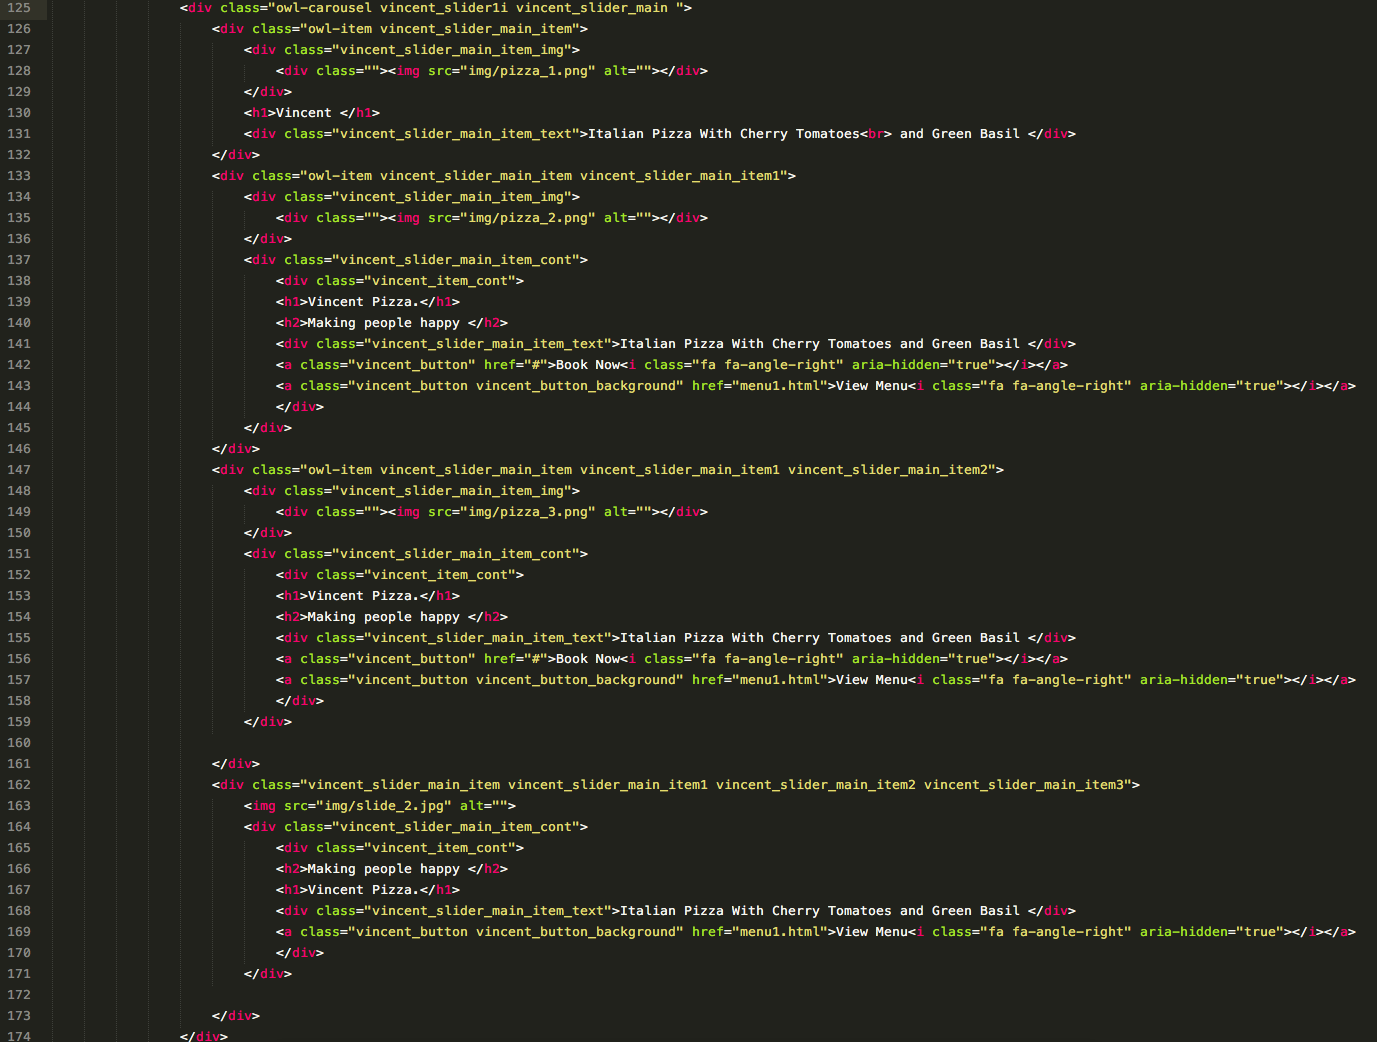 125 <div class="owl-carousel vincent_slider1i vincent_slider_main ">
126 <div class="owl-item vincent_slider_main_item">
127 <div class="vincent_slider_main_item_img">
128 <div class=""><img src="img/pizza_1.png" alt=""></div>
129 </div>
130 <h1>Vincent </h1>
131 <div class="vincent_slider_main_item_text">Italian Pizza With Cherry Tomatoes<br> and Green Basil </div>
132 </div>
133 <div class="owl-item vincent_slider_main_item vincent_slider_main_item1">
134 <div class="vincent_slider_main_item_img">
135 <div class=""><img src="img/pizza_2.png" alt=""></div>
136 </div>
137 <div class="vincent_slider_main_item_cont">
138 <div class="vincent_item_cont">
139 <h1>Vincent Pizza.</h1>
140 <h2>Making people happy </h2>
141 <div class="vincent_slider_main_item_text">Italian Pizza With Cherry Tomatoes and Green Basil </div>
142 <a class="vincent_button" href="#">Book Now<i class="fa fa-angle-right" aria-hidden="true"></i></a>
143 <a class="vincent_button vincent_button_background" href="menu1.html">View Menu<i class="fa fa-angle-right" aria-hidden="true"></i></a>
144 </div>
145 </div>
146 </div>
147 <div class="owl-item vincent_slider_main_item vincent_slider_main_item1 vincent_slider_main_item2">
148 <div class="vincent_slider_main_item_img">
149 <div class=""><img src="img/pizza_3.png" alt=""></div>
150 </div>
151 <div class="vincent_slider_main_item_cont">
152 <div class="vincent_item_cont">
153 <h1>Vincent Pizza.</h1>
154 <h2>Making people happy </h2>
155 <div class="vincent_slider_main_item_text">Italian Pizza With Cherry Tomatoes and Green Basil </div>
156 <a class="vincent_button" href="#">Book Now<i class="fa fa-angle-right" aria-hidden="true"></i></a>
157 <a class="vincent_button vincent_button_background" href="menu1.html">View Menu<i class="fa fa-angle-right" aria-hidden="true"></i></a>
158 </div>
159 </div>
160
161 </div>
162 <div class="vincent_slider_main_item vincent_slider_main_item1 vincent_slider_main_item2 vincent_slider_main_item3">
163 <img src="img/slide_2.jpg" alt="">
164 <div class="vincent_slider_main_item_cont">
165 <div class="vincent_item_cont">
166 <h2>Making people happy </h2>
167 <h1>Vincent Pizza.</h1>
168 <div class="vincent_slider_main_item_text">Italian Pizza With Cherry Tomatoes and Green Basil </div>
169 <a class="vincent_button vincent_button_background" href="menu1.html">View Menu<i class="fa fa-angle-right" aria-hidden="true"></i></a>
170 </div>
171 </div>
172
173 </div>
174 </div>